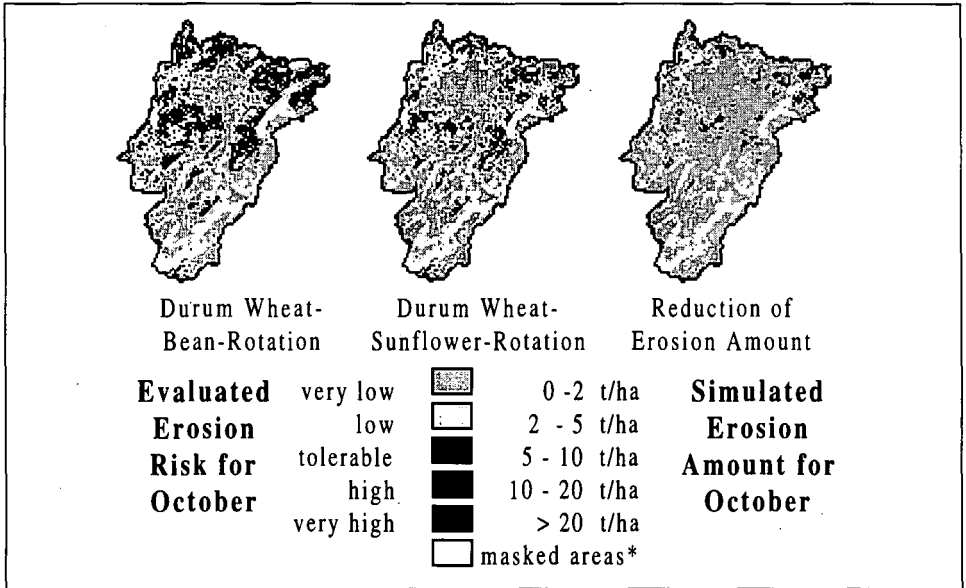 Durum Wheat-
Bean-Rotation
Durum Wheat-
Sunflower-Rotation
Reduction of
Erosion Amount
Evaluated
Erosion
Risk for
October
very low 0 -2 t/ha
low 2 - 5 t/ha
tolerable 5 - 10 t/ha
high 10 - 20 t/ha
very high > 20 t/ha
masked areas*
Simulated
Erosion
Amount for
October